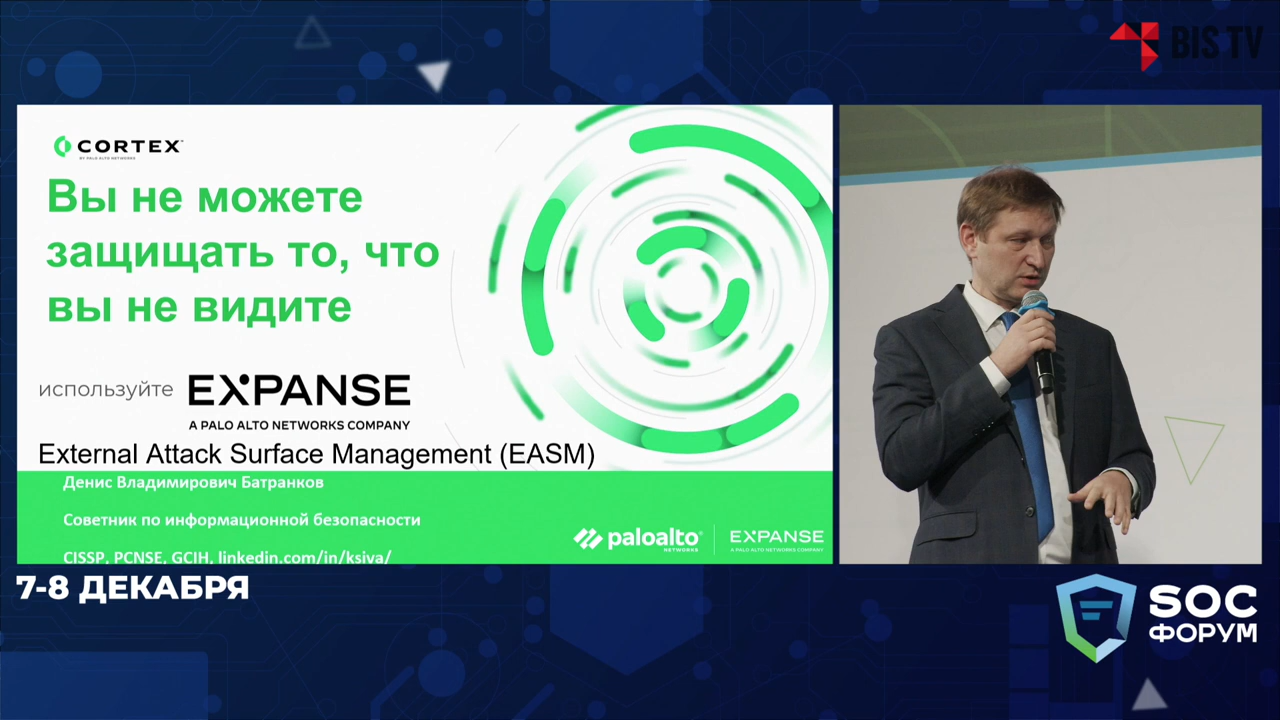 BIS TV
CORTEX
BY PALO ALTO NETWORKS
Вы не можете
защищать то, что
вы не видите
используйте EXPANSE
A PALO ALTO NETWORKS COMPANY
External Attack Surface Management (EASM)
Денис Владимирович Батранков
Советник по информационной безопасности
CISSP, PCNSE, GCIH, linkedin.com/in/ksiva/
paloalto
NETWORKS
EXPANSE
A PALO ALTO NETWORKS COMPANY
7-8 ДЕКАБРЯ
SOC
ФОРУМ